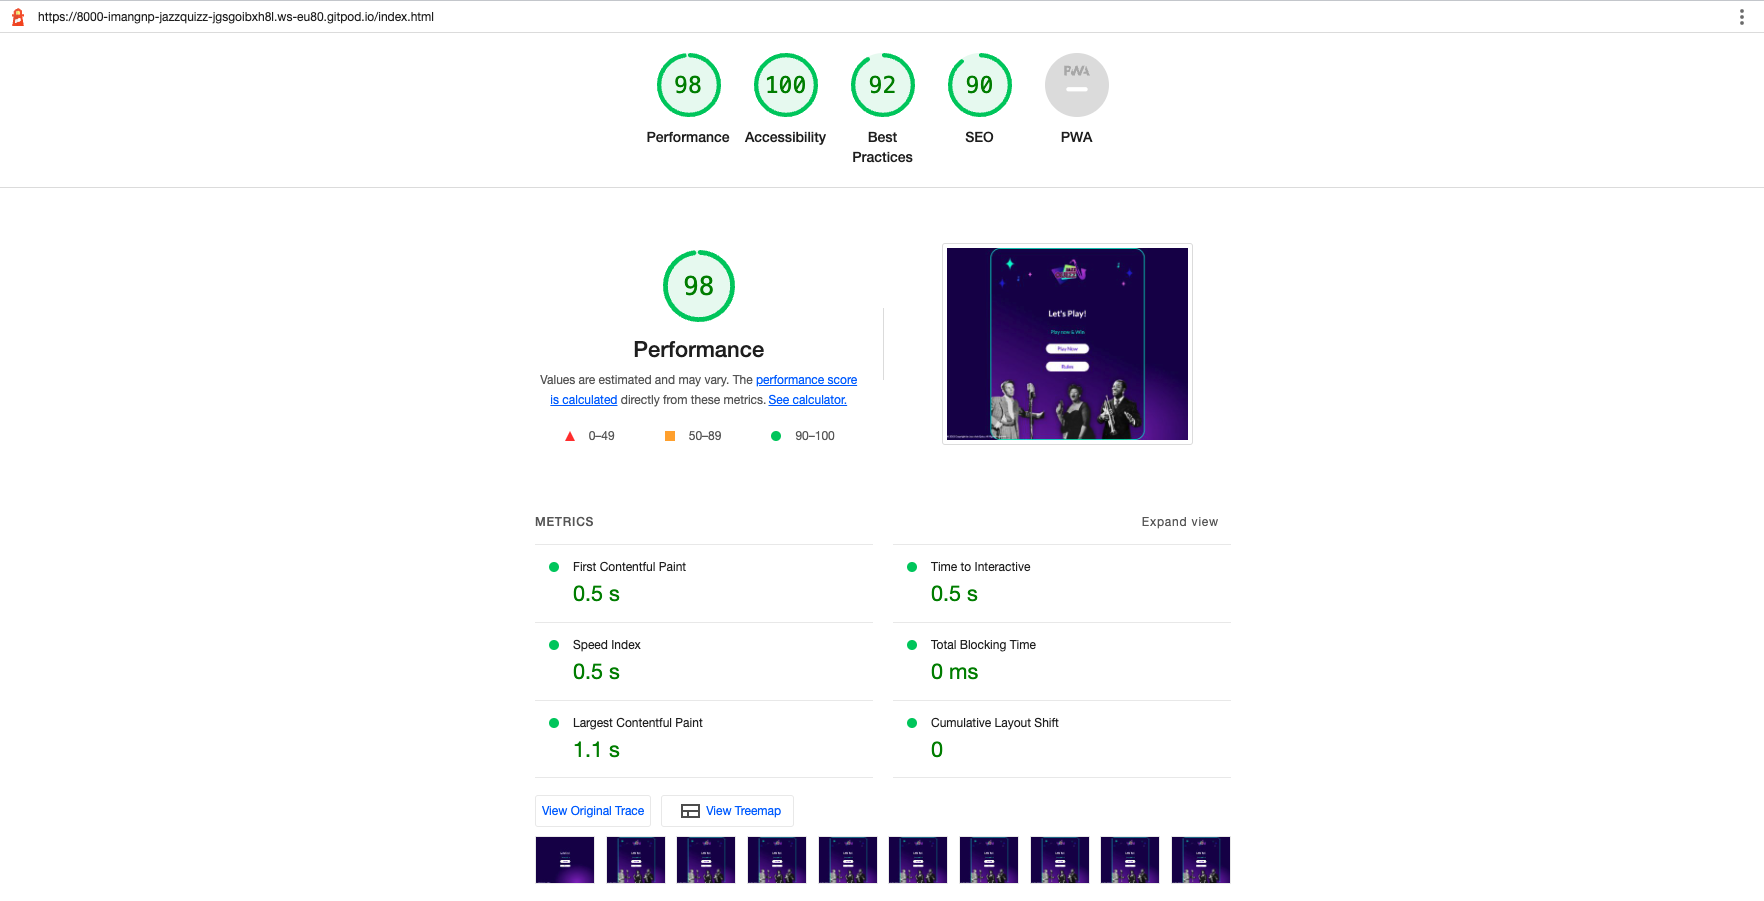 https://8000-imangnp-jazzquizz-jgsgoibxh8l.ws-eu80.gitpod.io/index.html
98
100
92
90
PWA
Performance
Accessibility
Best
Practices
SEO
PWA
98
Performance
Values are estimated and may vary. The performance score
is calculated directly from these metrics. See calculator.
0–49
50–89
90–100
Let's Play!
Play now & Win
Play Now
Rules
METRICS
Expand view
First Contentful Paint
0.5 s
Time to Interactive
0.5 s
Speed Index
0.5 s
Total Blocking Time
0 ms
Largest Contentful Paint
1.1 s
Cumulative Layout Shift
0
View Original Trace
View Treemap